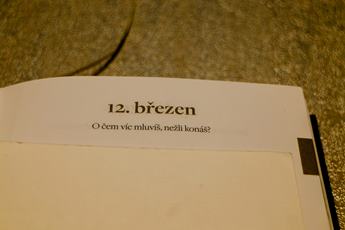 12. březen
O čem víc mluvíš, nežli konáš?